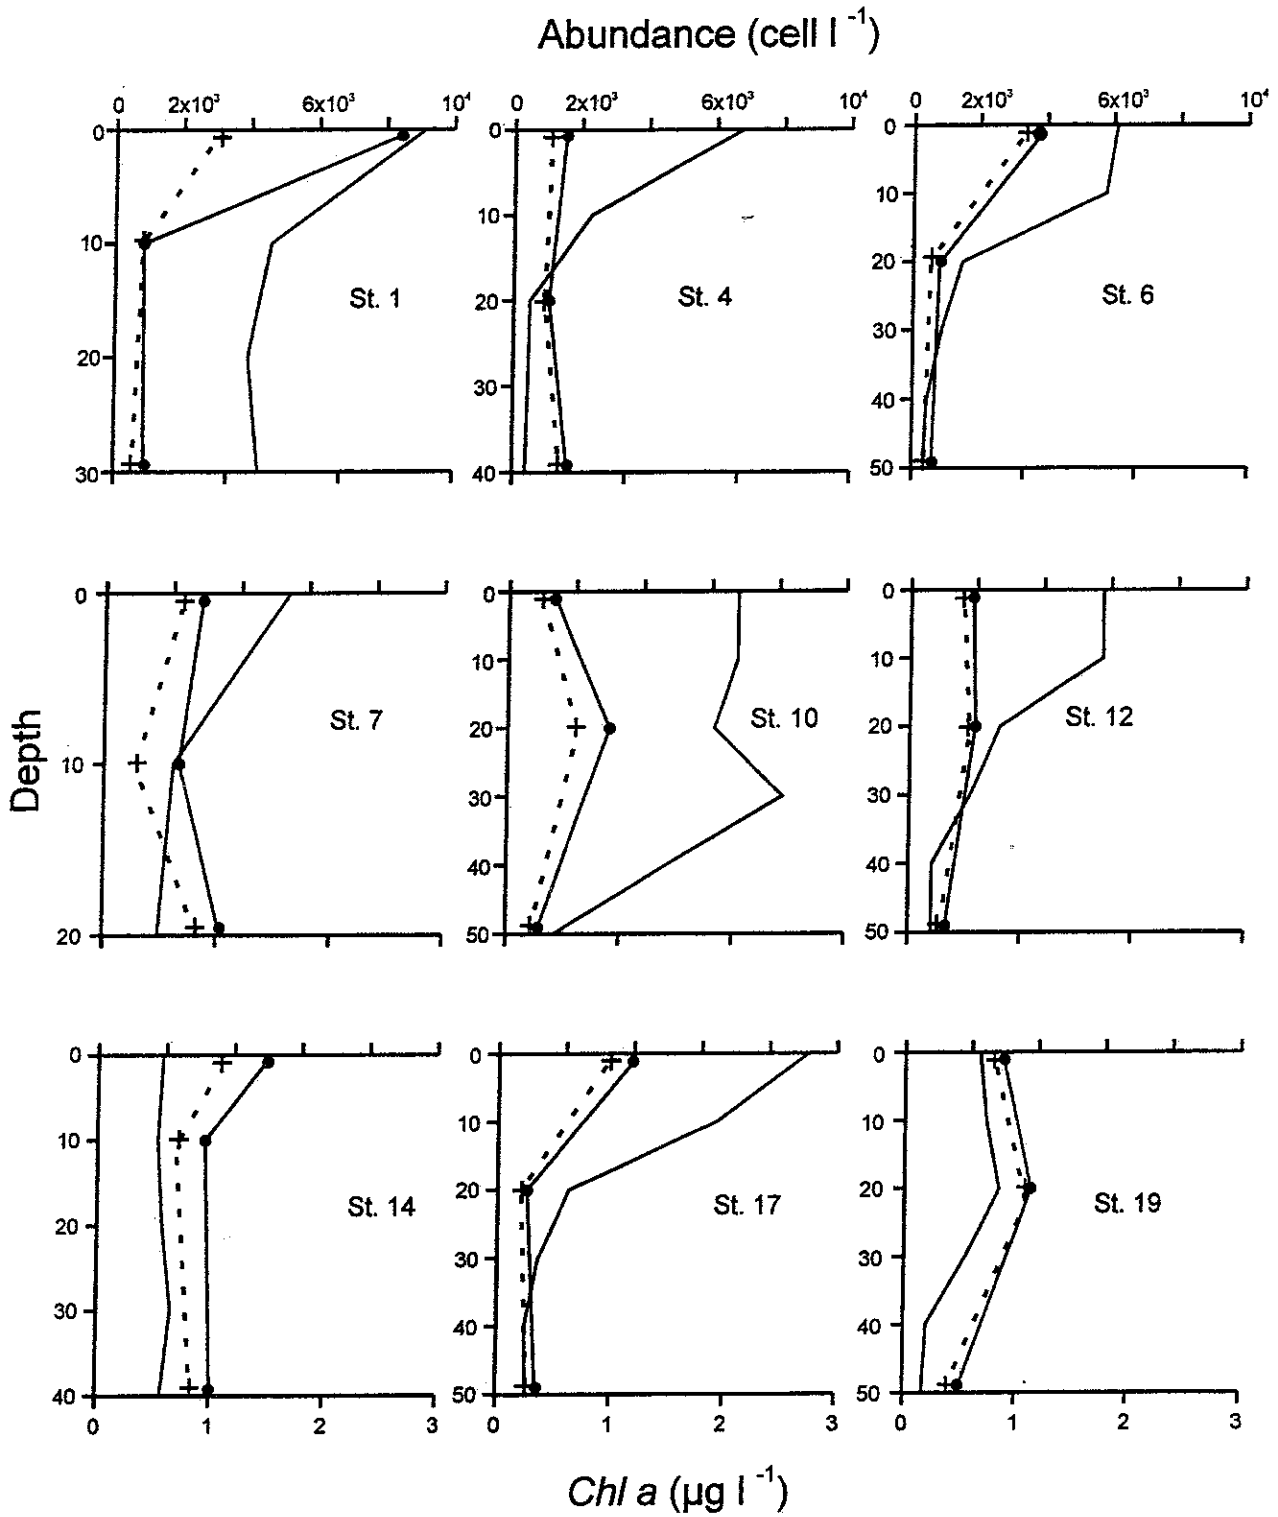 Abundance (cell l⁻¹)
0 2x10³ 6x10³ 10⁴ 0 2x10³ 6x10³ 10⁴ 0 2x10³ 6x10³ 10⁴
0 0 0
10 10 10
20 20 20
30 30 30
40 40
50
St. 1 St. 4 St. 6
Depth
0 0 0
10 10 10
20 20 20
30 30
40 40
50 50
St. 7 St. 10 St. 12
0 0 0
10 10 10
20 20 20
30 30 30
40 40 40
50 50
St. 14 St. 17 St. 19
0 1 2 3 0 1 2 3 0 1 2 3
Chl a (µg l⁻¹)